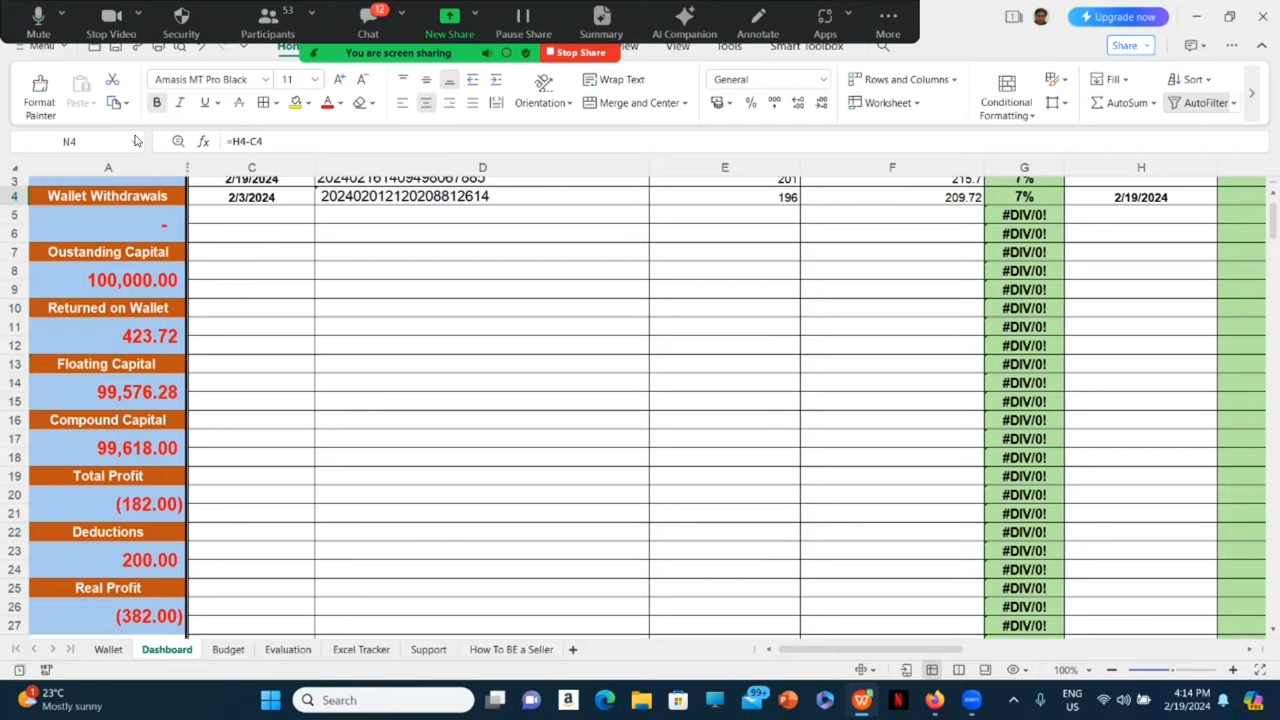 Mute
Stop Video
Security
Participants
53
Chat
12
New Share
Pause Share
Summary
AI Companion
Annotate
Apps
More
Upgrade now
You are screen sharing
Stop Share
Menu
View
Tools
Smart Toolbox
Share
Format Painter
Paste
Amasis MT Pro Black
11
Wrap Text
Orientation
Merge and Center
General
Rows and Columns
Worksheet
Conditional Formatting
Fill
Sort
AutoSum
AutoFilter
N4
=H4-C4
A C D E F G H
3 2/19/2024 202402161409498067885 201 215.7 7%
4 Wallet Withdrawals 2/3/2024 202402012120208812614 196 209.72 7% 2/19/2024
5 #DIV/0!
- 
6 #DIV/0!
7 Oustanding Capital #DIV/0!
8 100,000.00 #DIV/0!
9 #DIV/0!
10 Returned on Wallet #DIV/0!
11 423.72 #DIV/0!
12 #DIV/0!
13 Floating Capital #DIV/0!
14 99,576.28 #DIV/0!
15 #DIV/0!
16 Compound Capital #DIV/0!
17 99,618.00 #DIV/0!
18 #DIV/0!
19 Total Profit #DIV/0!
20 (182.00) #DIV/0!
21 #DIV/0!
22 Deductions #DIV/0!
23 200.00 #DIV/0!
24 #DIV/0!
25 Real Profit #DIV/0!
26 (382.00) #DIV/0!
27 #DIV/0!
Wallet Dashboard Budget Evaluation Excel Tracker Support How To BE a Seller +
100%
23°C
Mostly sunny
Search
99+
ENG
US
4:14 PM
2/19/2024